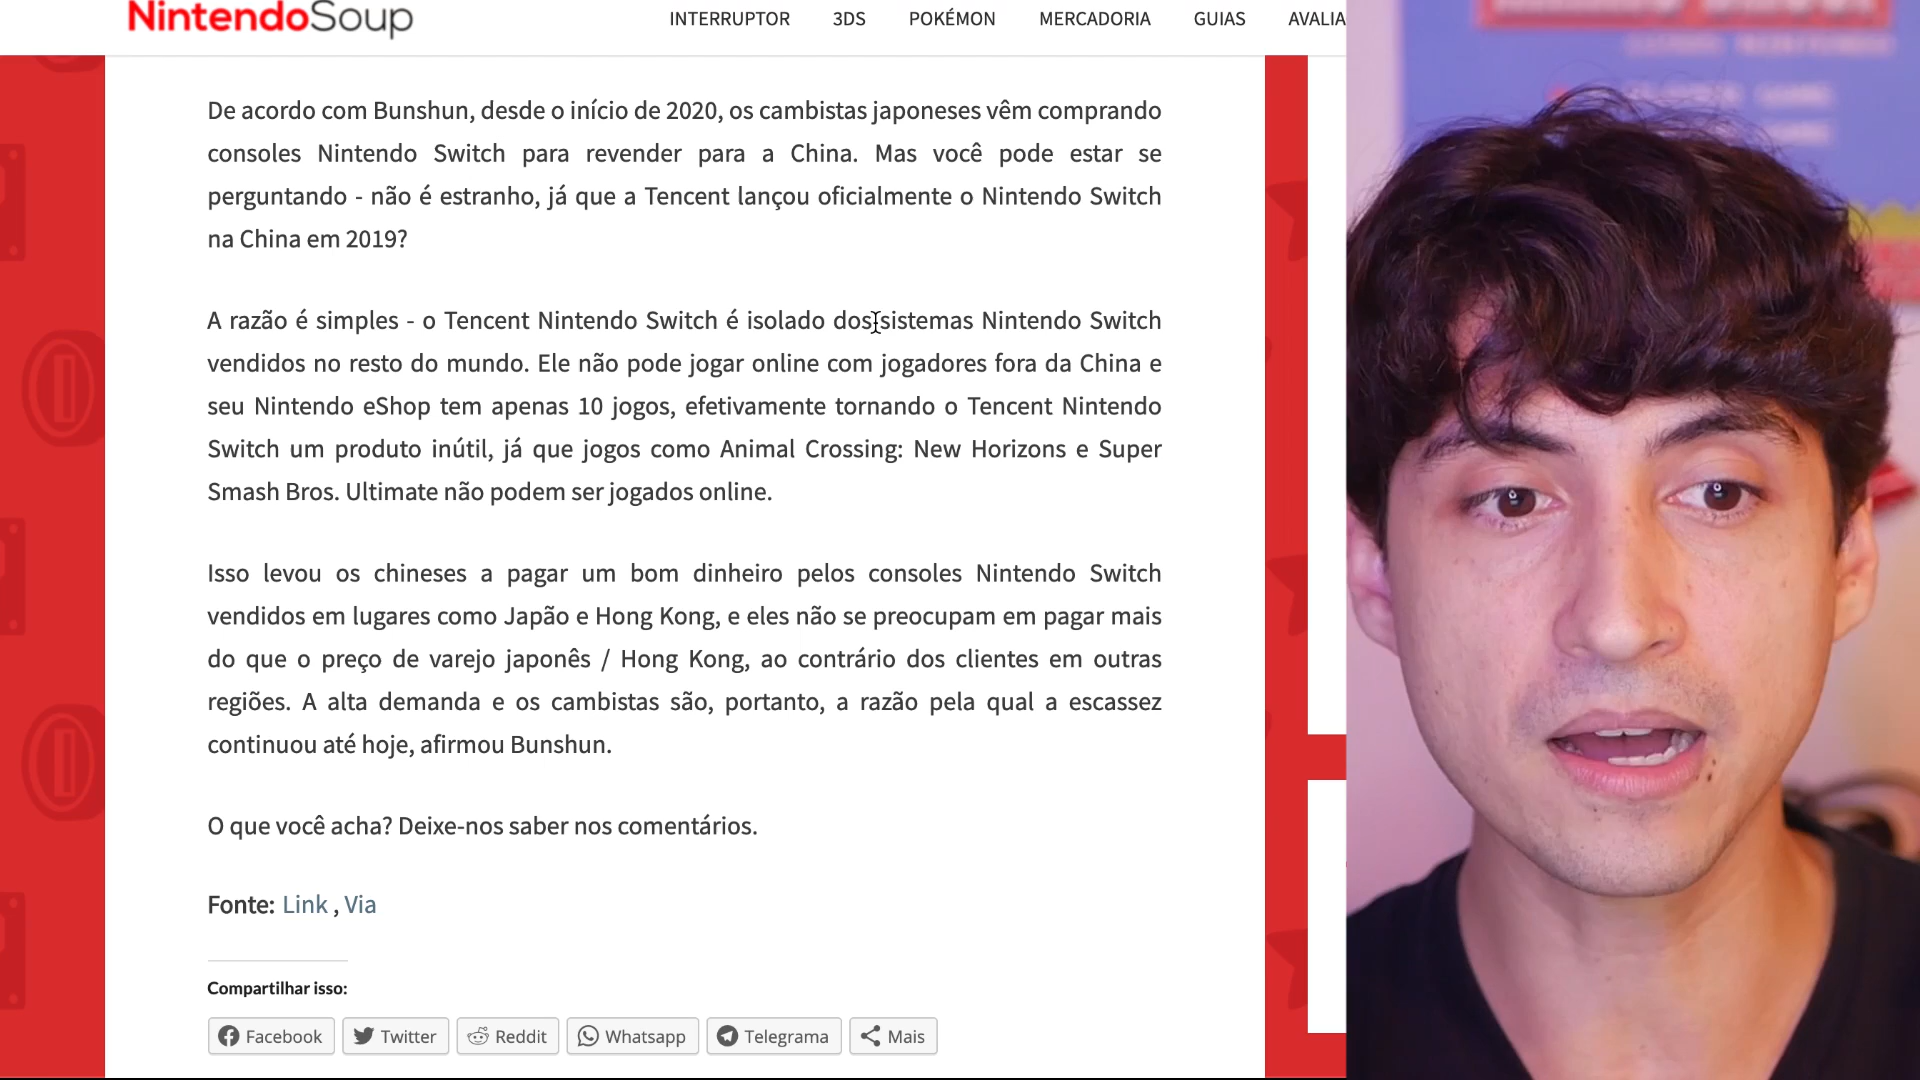 NintendoSoup
INTERRUPTOR 3DS POKÉMON MERCADORIA GUIAS AVALIA
De acordo com Bunshun, desde o início de 2020, os cambistas japoneses vêm comprando
consoles Nintendo Switch para revender para a China. Mas você pode estar se
perguntando - não é estranho, já que a Tencent lançou oficialmente o Nintendo Switch
na China em 2019?
A razão é simples - o Tencent Nintendo Switch é isolado dos sistemas Nintendo Switch
vendidos no resto do mundo. Ele não pode jogar online com jogadores fora da China e
seu Nintendo eShop tem apenas 10 jogos, efetivamente tornando o Tencent Nintendo
Switch um produto inútil, já que jogos como Animal Crossing: New Horizons e Super
Smash Bros. Ultimate não podem ser jogados online.
Isso levou os chineses a pagar um bom dinheiro pelos consoles Nintendo Switch
vendidos em lugares como Japão e Hong Kong, e eles não se preocupam em pagar mais
do que o preço de varejo japonês / Hong Kong, ao contrário dos clientes em outras
regiões. A alta demanda e os cambistas são, portanto, a razão pela qual a escassez
continuou até hoje, afirmou Bunshun.
O que você acha? Deixe-nos saber nos comentários.
Fonte: Link , Via
Compartilhar isso:
Facebook Twitter Reddit Whatsapp Telegrama Mais